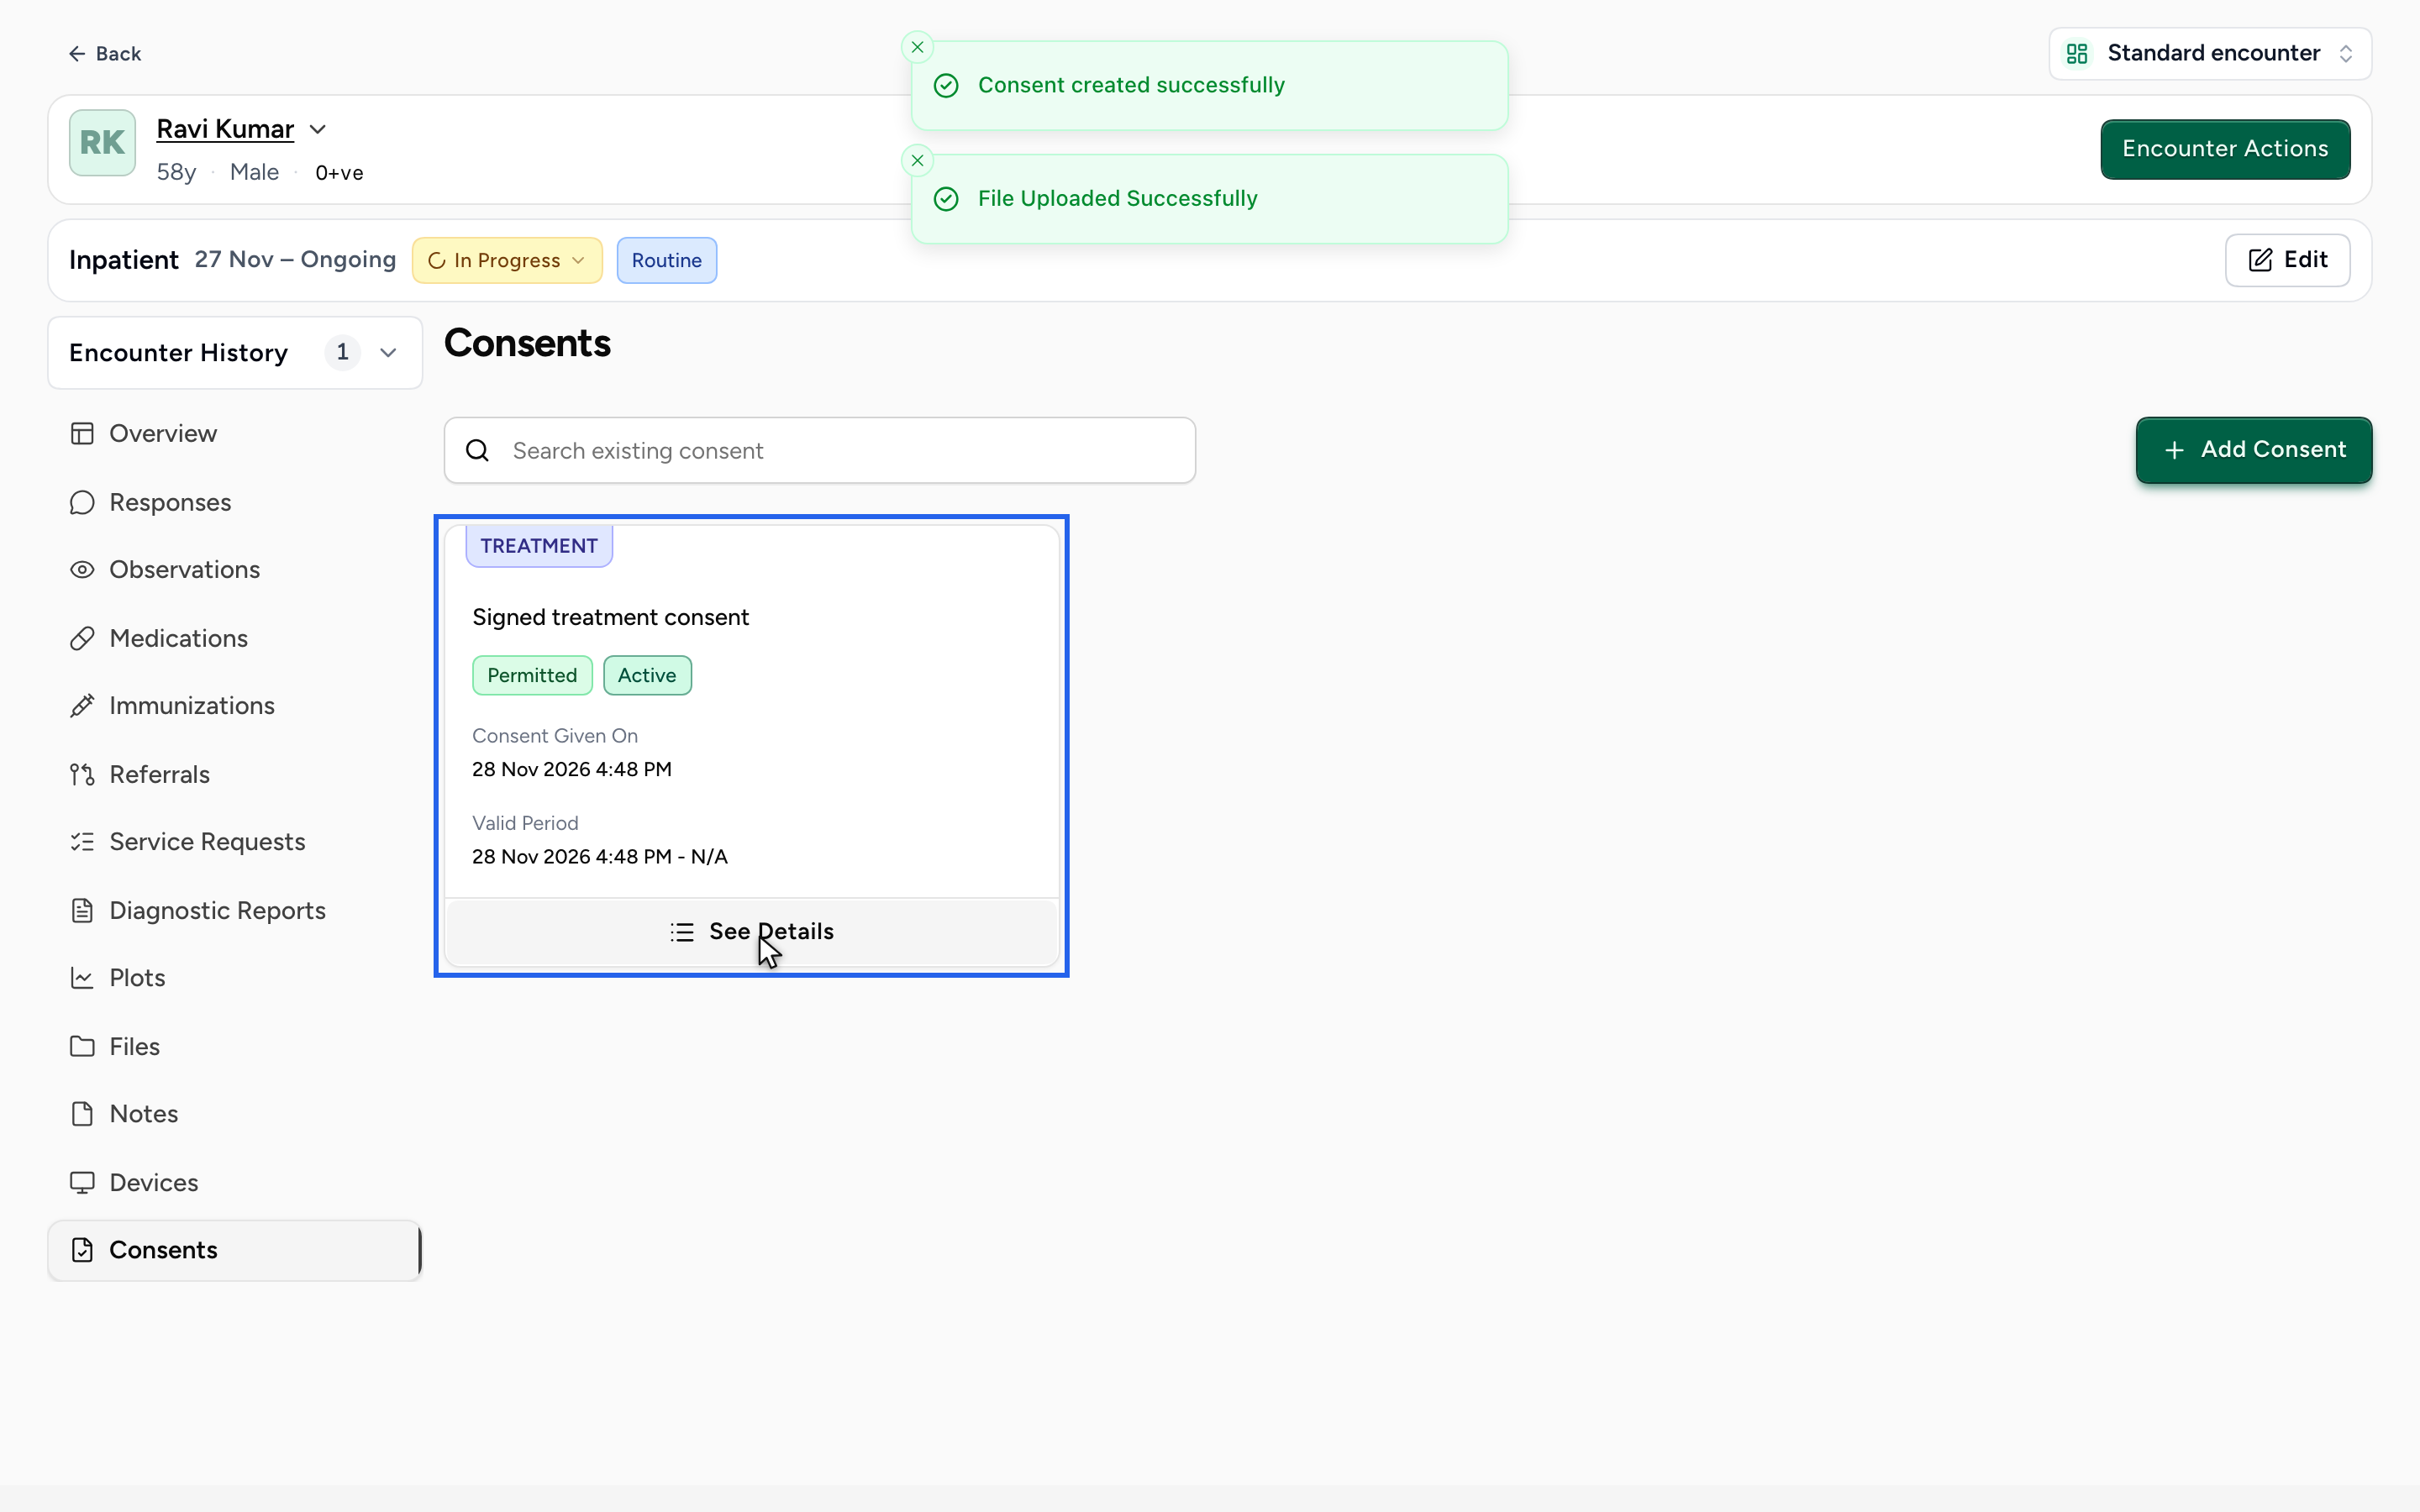 Back
Consent created successfully
Standard encounter
RK
Ravi Kumar
58y · Male · 0+ve
File Uploaded Successfully
Encounter Actions
Inpatient 27 Nov – Ongoing In Progress Routine
Edit
Encounter History 1
Overview
Responses
Observations
Medications
Immunizations
Referrals
Service Requests
Diagnostic Reports
Plots
Files
Notes
Devices
Consents
Consents
Search existing consent
Add Consent
TREATMENT
Signed treatment consent
Permitted Active
Consent Given On
28 Nov 2026 4:48 PM
Valid Period
28 Nov 2026 4:48 PM - N/A
See Details